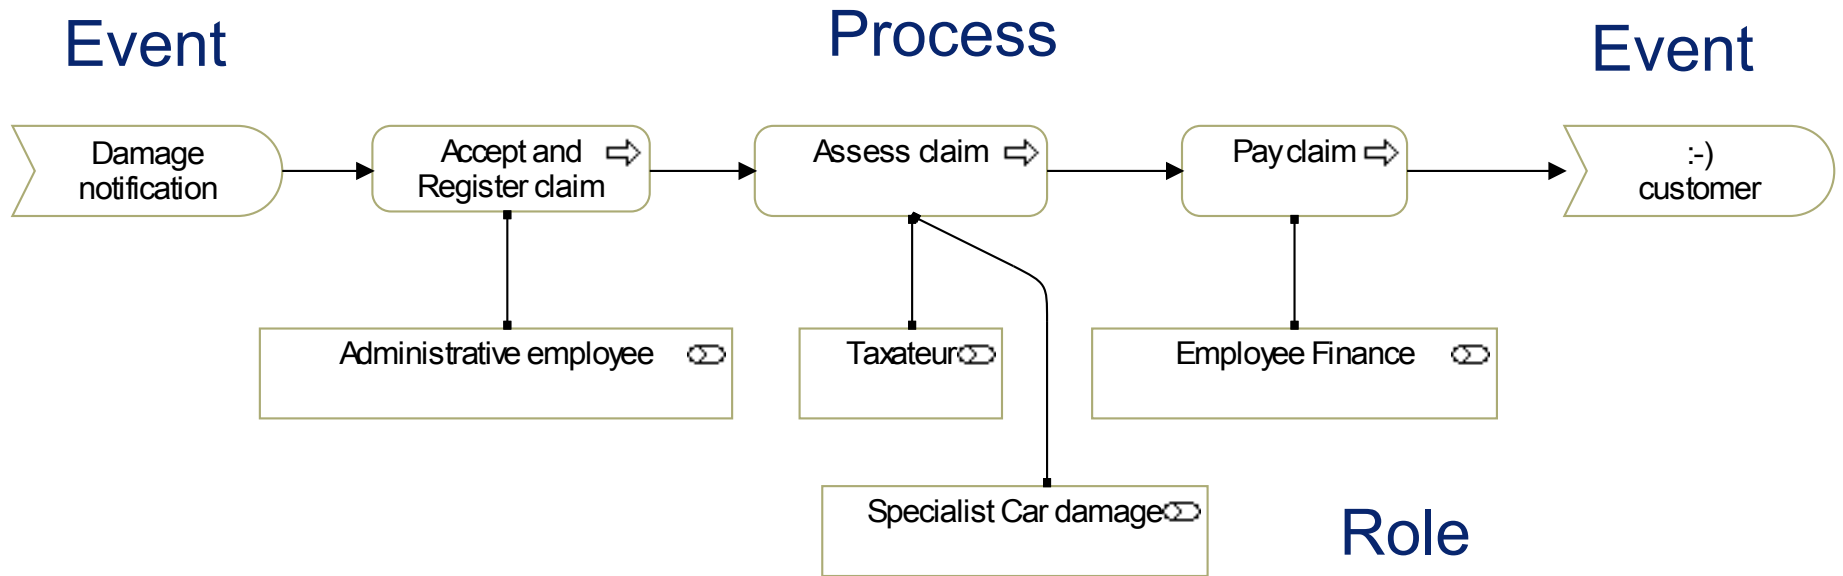 Event
Process
Event
Damage
notification
Accept and
Register claim
Assess claim
Pay claim
:-)
customer
Administrative employee
Taxateur
Employee Finance
Specialist Car damage
Role